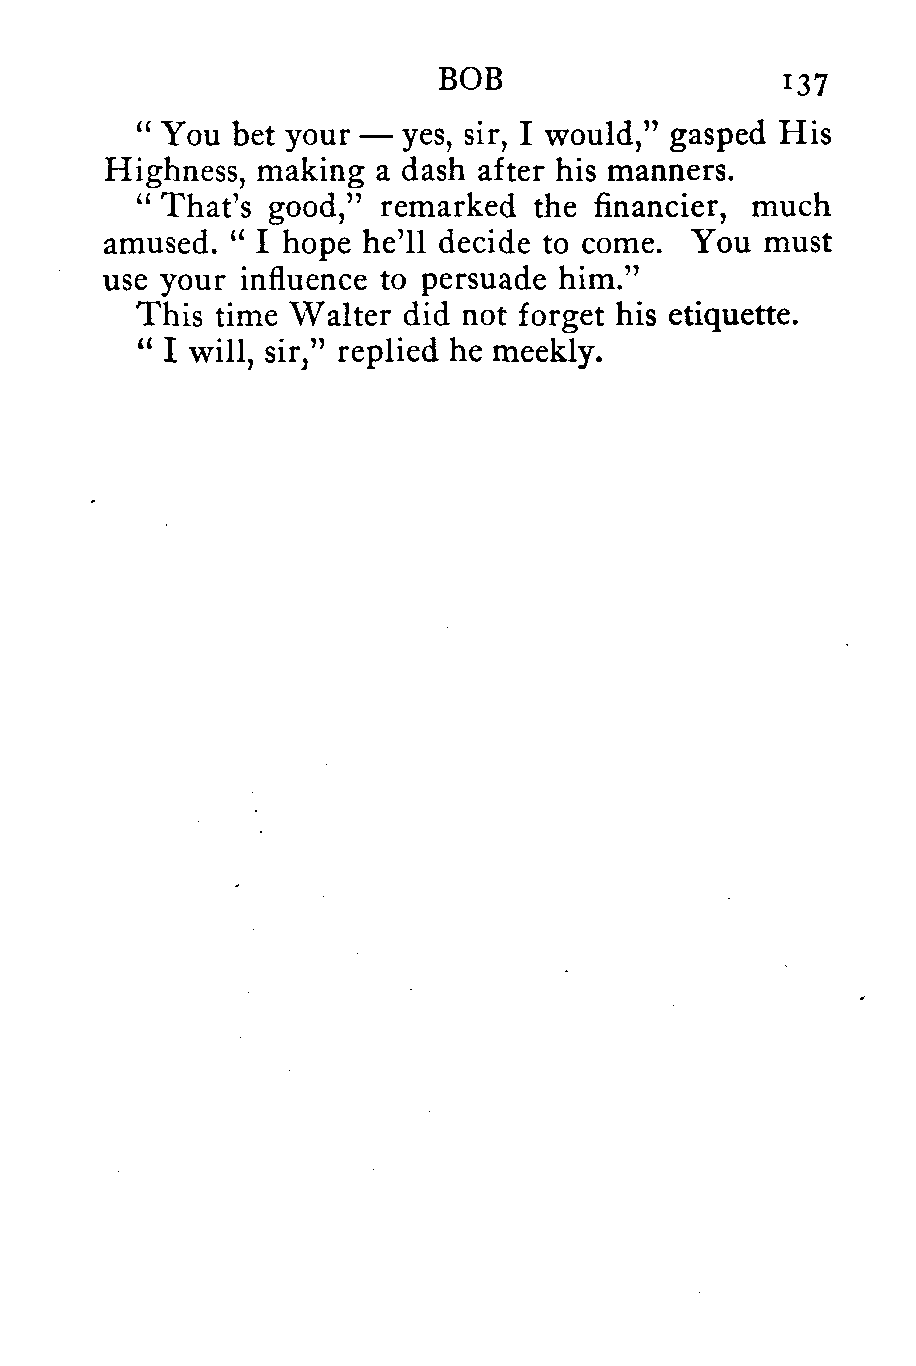 BOB 137
“ You bet your — yes, sir, I would,” gasped His
Highness, making a dash after his manners.
“ That’s good,” remarked the financier, much
amused. “ I hope he’ll decide to come. You must
use your influence to persuade him.”
This time Walter did not forget his etiquette.
“ I will, sir,” replied he meekly.